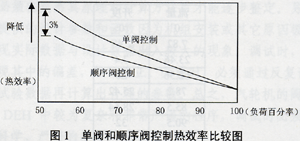 降低
3%
单阀控制
顺序阀控制
(热效率)
50 60 70 80 90 100 (负荷百分率)
图 1 单阀和顺序阀控制热效率比较图